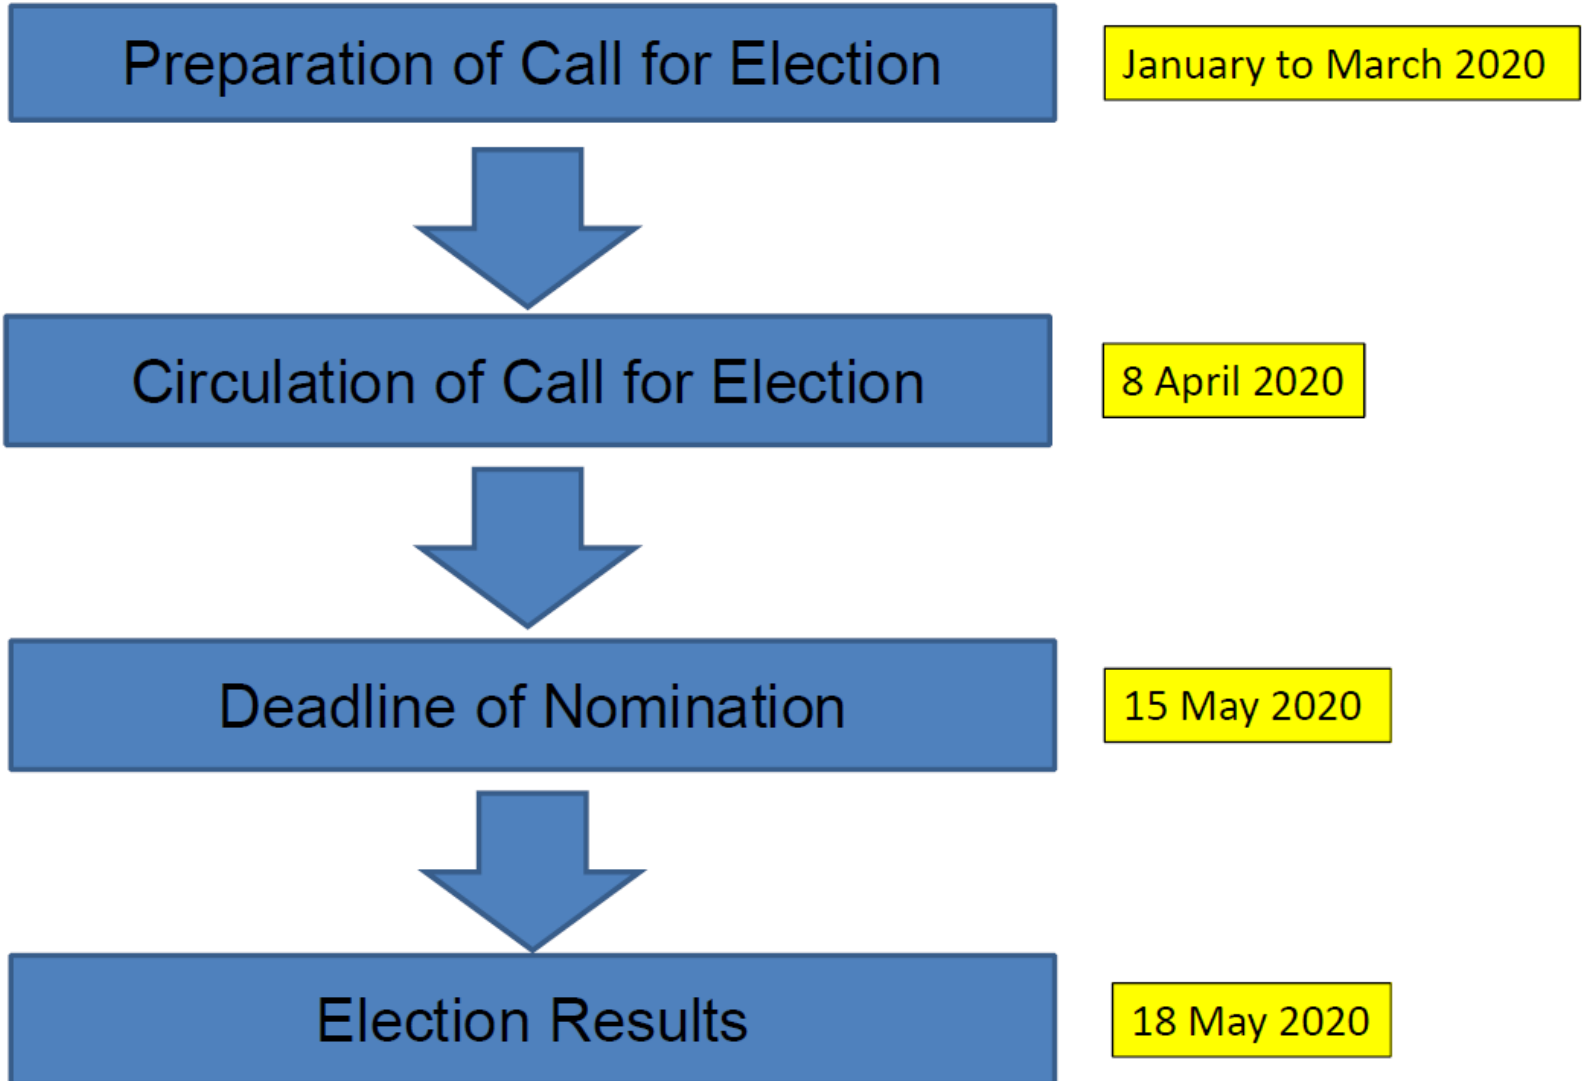 Preparation of Call for Election
January to March 2020
Circulation of Call for Election
8 April 2020
Deadline of Nomination
15 May 2020
Election Results
18 May 2020